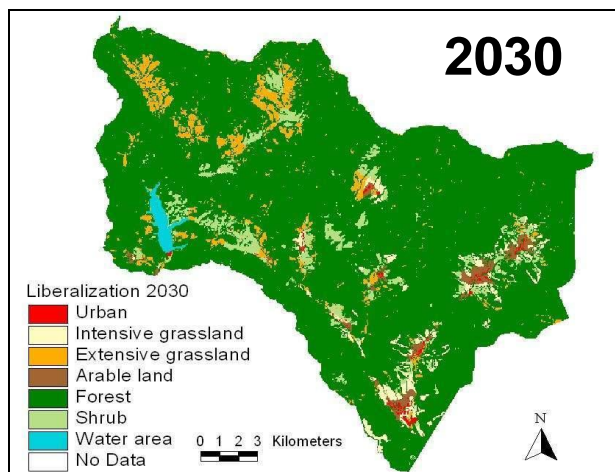 2030
Liberalization 2030
Urban
Intensive grassland
Extensive grassland
Arable land
Forest
Shrub
Water area
No Data
0 1 2 3 Kilometers
N